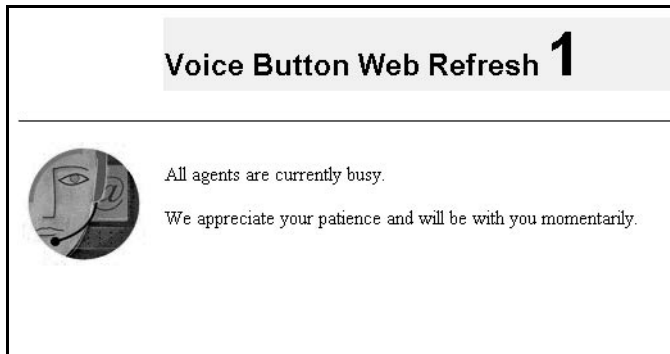 Voice Button Web Refresh 1
@
All agents are currently busy.
We appreciate your patience and will be with you momentarily.